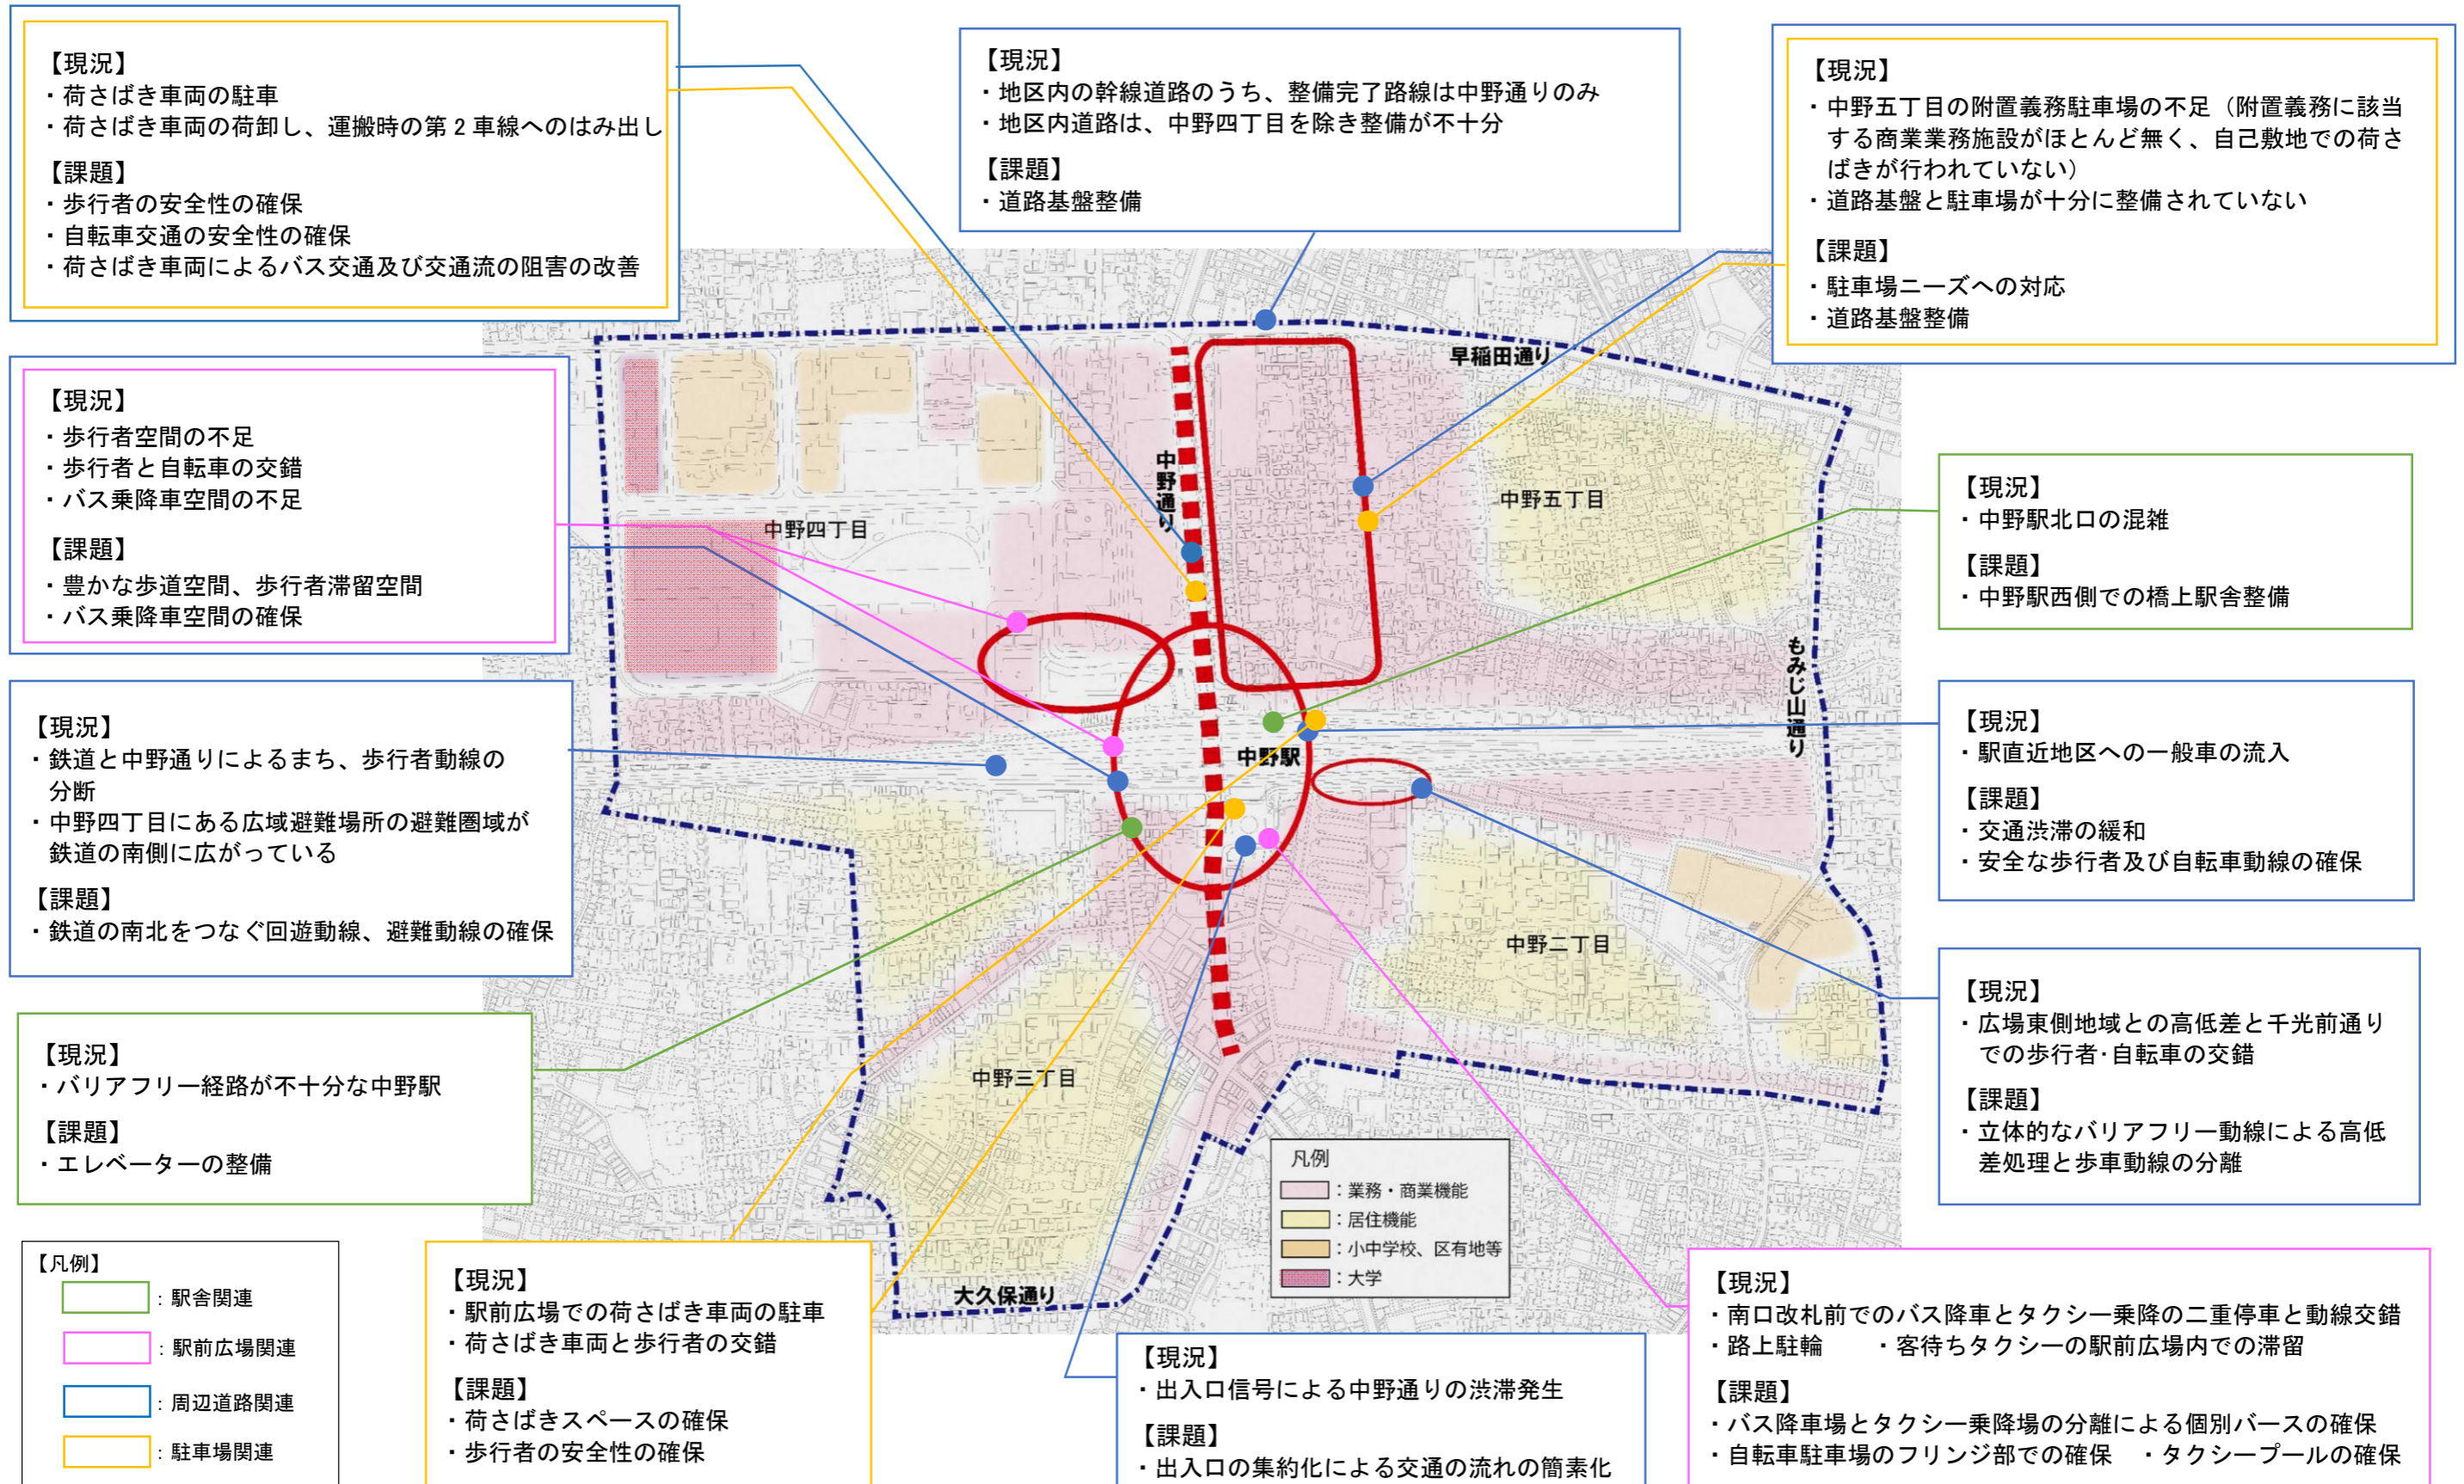 【現況】
・荷さばき車両の駐車
・荷さばき車両の荷卸し、運搬時の第２車線へのはみ出し
【課題】
・歩行者の安全性の確保
・自転車交通の安全性の確保
・荷さばき車両によるバス交通及び交通流の阻害の改善
【現況】
・地区内の幹線道路のうち、整備完了路線は中野通りのみ
・地区内道路は、中野四丁目を除き整備が不十分
【課題】
・道路基盤整備
【現況】
・中野五丁目の附置義務駐車場の不足（附置義務に該当
する商業業務施設がほとんど無く、自己敷地での荷さ
ばきが行われていない）
・道路基盤と駐車場が十分に整備されていない
【課題】
・駐車場ニーズへの対応
・道路基盤整備
【現況】
・歩行者空間の不足
・歩行者と自転車の交錯
・バス乗降車空間の不足
【課題】
・豊かな歩道空間、歩行者滞留空間
・バス乗降車空間の確保
早稲田通り
中野通り
中野四丁目
中野五丁目
もみじ山通り
中野駅
中野二丁目
中野三丁目
大久保通り
【現況】
・中野駅北口の混雑
【課題】
・中野駅西側での橋上駅舎整備
【現況】
・鉄道と中野通りによるまち、歩行者動線の
分断
・中野四丁目にある広域避難場所の避難圏域が
鉄道の南側に広がっている
【課題】
・鉄道の南北をつなぐ回遊動線、避難動線の確保
【現況】
・駅直近地区への一般車の流入
【課題】
・交通渋滞の緩和
・安全な歩行者及び自転車動線の確保
【現況】
・広場東側地域との高低差と千光前通り
での歩行者･自転車の交錯
【課題】
・立体的なバリアフリー動線による高低
差処理と歩車動線の分離
【現況】
・バリアフリー経路が不十分な中野駅
【課題】
・エレベーターの整備
凡例
：業務・商業機能
：居住機能
：小中学校、区有地等
：大学
【凡例】
：駅舎関連
：駅前広場関連
：周辺道路関連
：駐車場関連
【現況】
・駅前広場での荷さばき車両の駐車
・荷さばき車両と歩行者の交錯
【課題】
・荷さばきスペースの確保
・歩行者の安全性の確保
【現況】
・出入口信号による中野通りの渋滞発生
【課題】
・出入口の集約化による交通の流れの簡素化
【現況】
・南口改札前でのバス降車とタクシー乗降の二重停車と動線交錯
・路上駐輪　・客待ちタクシーの駅前広場内での滞留
【課題】
・バス降車場とタクシー乗降場の分離による個別バースの確保
・自転車駐車場のフリンジ部での確保　・タクシープールの確保